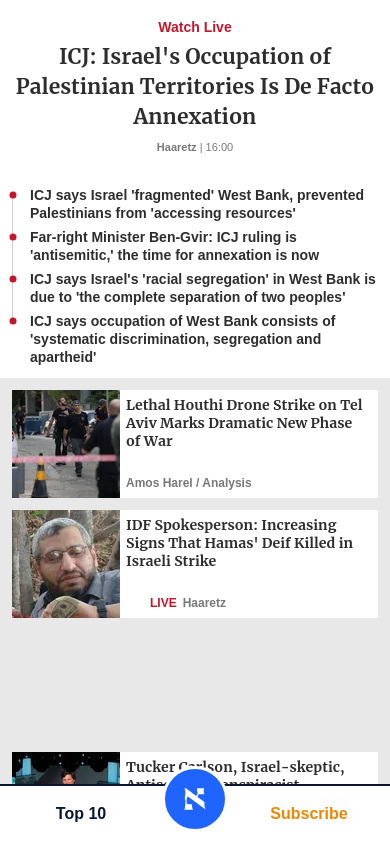 Watch Live
ICJ: Israel's Occupation of
Palestinian Territories Is De Facto
Annexation
Haaretz | 16:00
ICJ says Israel 'fragmented' West Bank, prevented
Palestinians from 'accessing resources'
Far-right Minister Ben-Gvir: ICJ ruling is
'antisemitic,' the time for annexation is now
ICJ says Israel's 'racial segregation' in West Bank is
due to 'the complete separation of two peoples'
ICJ says occupation of West Bank consists of
'systematic discrimination, segregation and
apartheid'
Lethal Houthi Drone Strike on Tel
Aviv Marks Dramatic New Phase
of War
Amos Harel / Analysis
IDF Spokesperson: Increasing
Signs That Hamas' Deif Killed in
Israeli Strike
LIVE Haaretz
Tucker Carlson, Israel-skeptic,
Top 10
א
Subscribe